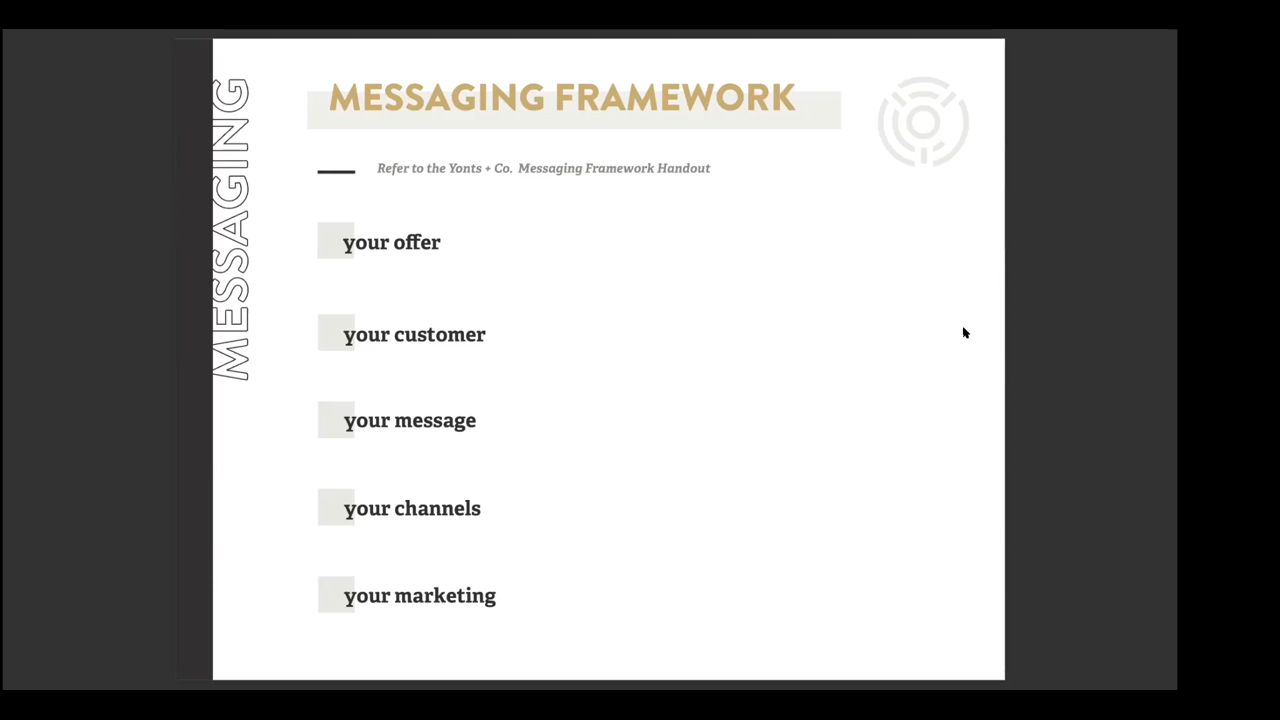 MESSAGING
MESSAGING FRAMEWORK
Refer to the Yonts + Co. Messaging Framework Handout
your offer
your customer
your message
your channels
your marketing